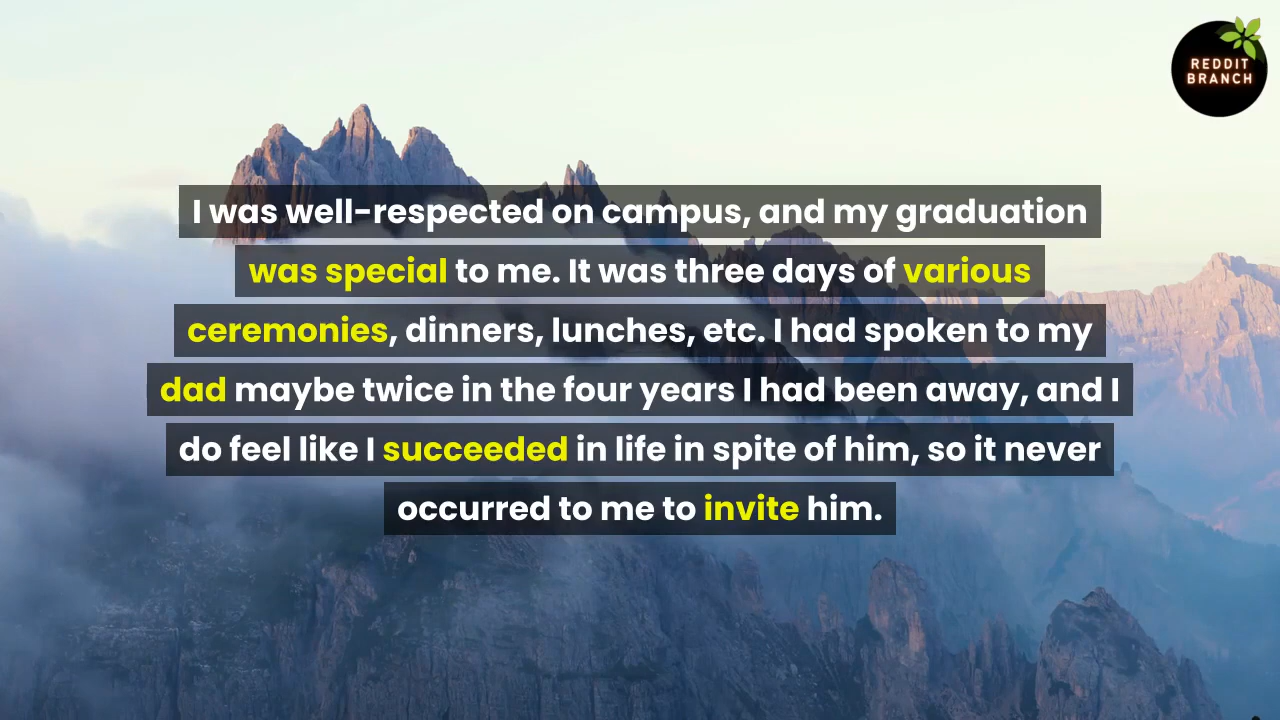 REDDIT
BRANCH
I was well-respected on campus, and my graduation
was special to me. It was three days of various
ceremonies, dinners, lunches, etc. I had spoken to my
dad maybe twice in the four years I had been away, and I
do feel like I succeeded in life in spite of him, so it never
occurred to me to invite him.